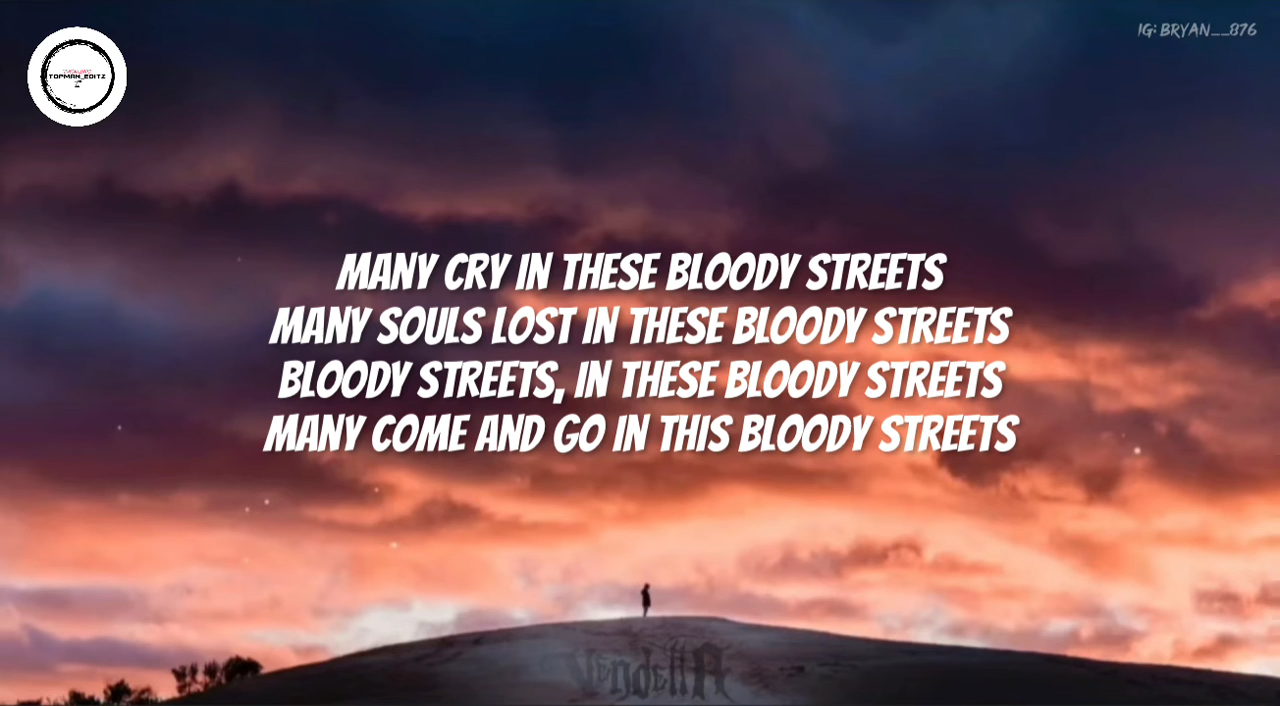 IG: BRYAN__876
TOPMAN_EDITZ
MANY CRY IN THESE BLOODY STREETS
MANY SOULS LOST IN THESE BLOODY STREETS
BLOODY STREETS, IN THESE BLOODY STREETS
MANY COME AND GO IN THIS BLOODY STREETS
VendettA